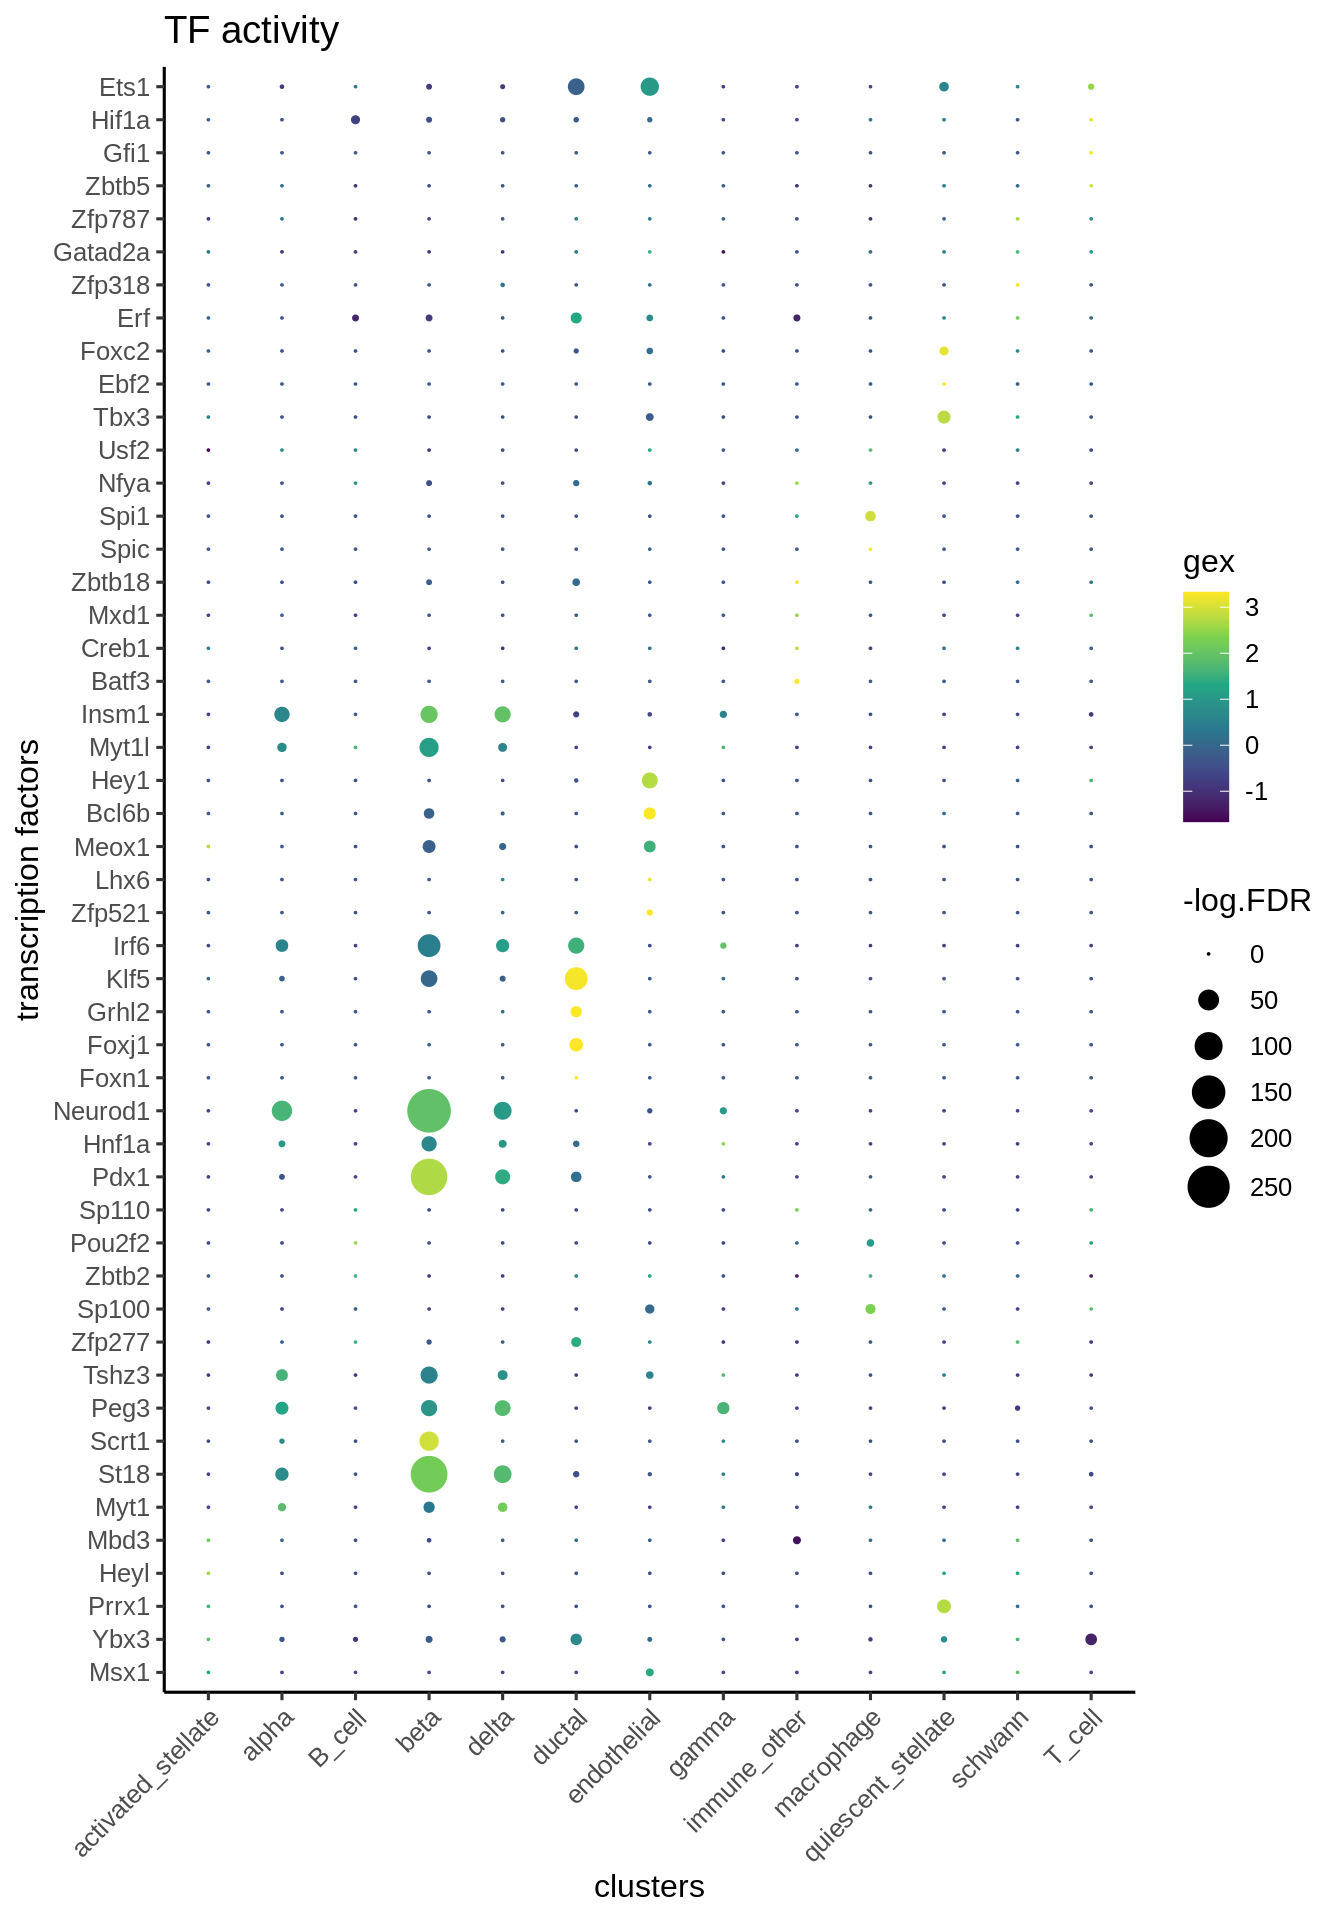 TF activity
transcription factors
Ets1
Hif1a
Gfi1
Zbtb5
Zfp787
Gatad2a
Zfp318
Erf
Foxc2
Ebf2
Tbx3
Usf2
Nfya
Spi1
Spic
Zbtb18
Mxd1
Creb1
Batf3
Insm1
Myt1l
Hey1
Bcl6b
Meox1
Lhx6
Zfp521
Irf6
Klf5
Grhl2
Foxj1
Foxn1
Neurod1
Hnf1a
Pdx1
Sp110
Pou2f2
Zbtb2
Sp100
Zfp277
Tshz3
Peg3
Scrt1
St18
Myt1
Mbd3
Heyl
Prrx1
Ybx3
Msx1
activated_stellate
alpha
B_cell
beta
delta
ductal
endothelial
gamma
immune_other
macrophage
quiescent_stellate
schwann
T_cell
clusters
gex
3
2
1
0
-1
-log.FDR
0
50
100
150
200
250